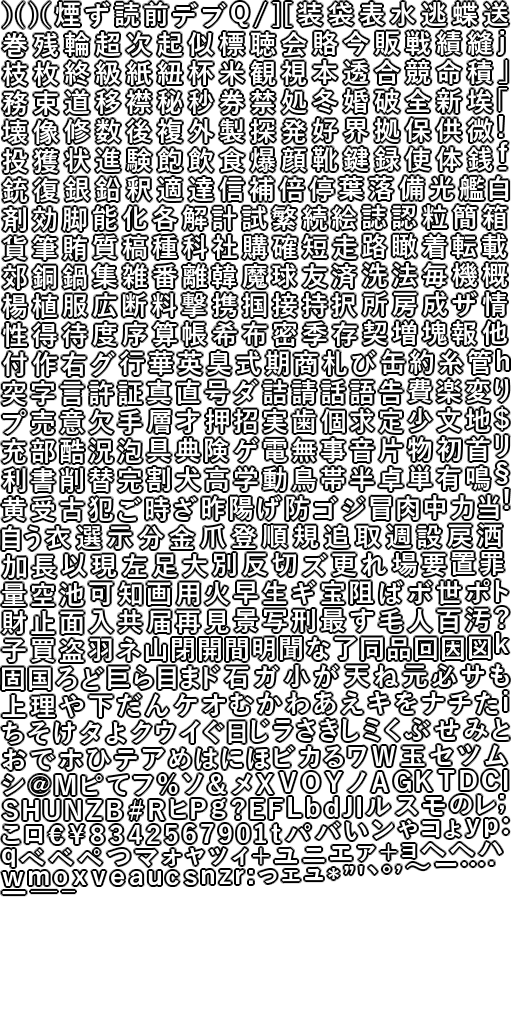 )()(煙ず読前デブQ/][装袋表水逃蝶送
巻残輪超次起似標聴会賂今販戦績縫j
枝枚終級紙紐杯米観視本透合競命積」
務束道移襟秘秒券禁処冬婚破全新埃「
壊像修数後複外製探発好界拠保供微!
投獲状進験飽飲食爆顔靴鍵録使体銭f
銃復銀鉛釈適達信補倍停葉落備光艦白
剤効脚能化各解計試繁続絵誌認粒簡箱
貨筆賄質稿種科社購確短走路瞰着転載
郊銅鍋集雑番離韓魔球友済洗法毎機概
楊植服広断料撃携掴接持択所房成ザ情
性得待度序算帳希布密季存契増塊報他
付作右グ行華英臭式期商札び缶約糸管h
突字言許証真直号ダ詰請話語告費楽変り
プ売意欠手層才押招実歯個求定少文地$
充部酷況泡具典険ゲ電無事音片物初首リ
利書削替完割犬高学動鳥帯半卓単有鳴§
黄受古犯ご時ざ昨陽げ防ゴジ冒肉中力当!
自う衣選示分金爪登順規追取週設戻酒
加長以現左足大別反切ズ更れ場要置罪
量空池可知画用火早生ギ宝阻ばボ世ポト
財止面入共届再見景写刑最す毛人百汚?
子買盗羽ネ山閉開間明聞な了同品回因図k
固国ろど巨ら目まド石ガ小が天ね元必サも
上理や下だんケオむかわあえキをナチたi
ちそけタよクウイぐ日じラさきしミくぶせみと
おでホひテアめはにほビカるワW玉セツム
シ@Mピてフ%ソ&メXVOYノAGKTDCI
SHUNZB#RヒPg?EFLbdJlルスモのレ;
こロ€¥8342567901tパバいンゃコょyp:
qべベぺつマォャツィ+ユニエァ+ョヘへハ
wmoxveaucsnzr:っェュ*"'ヽ°’〜ー…